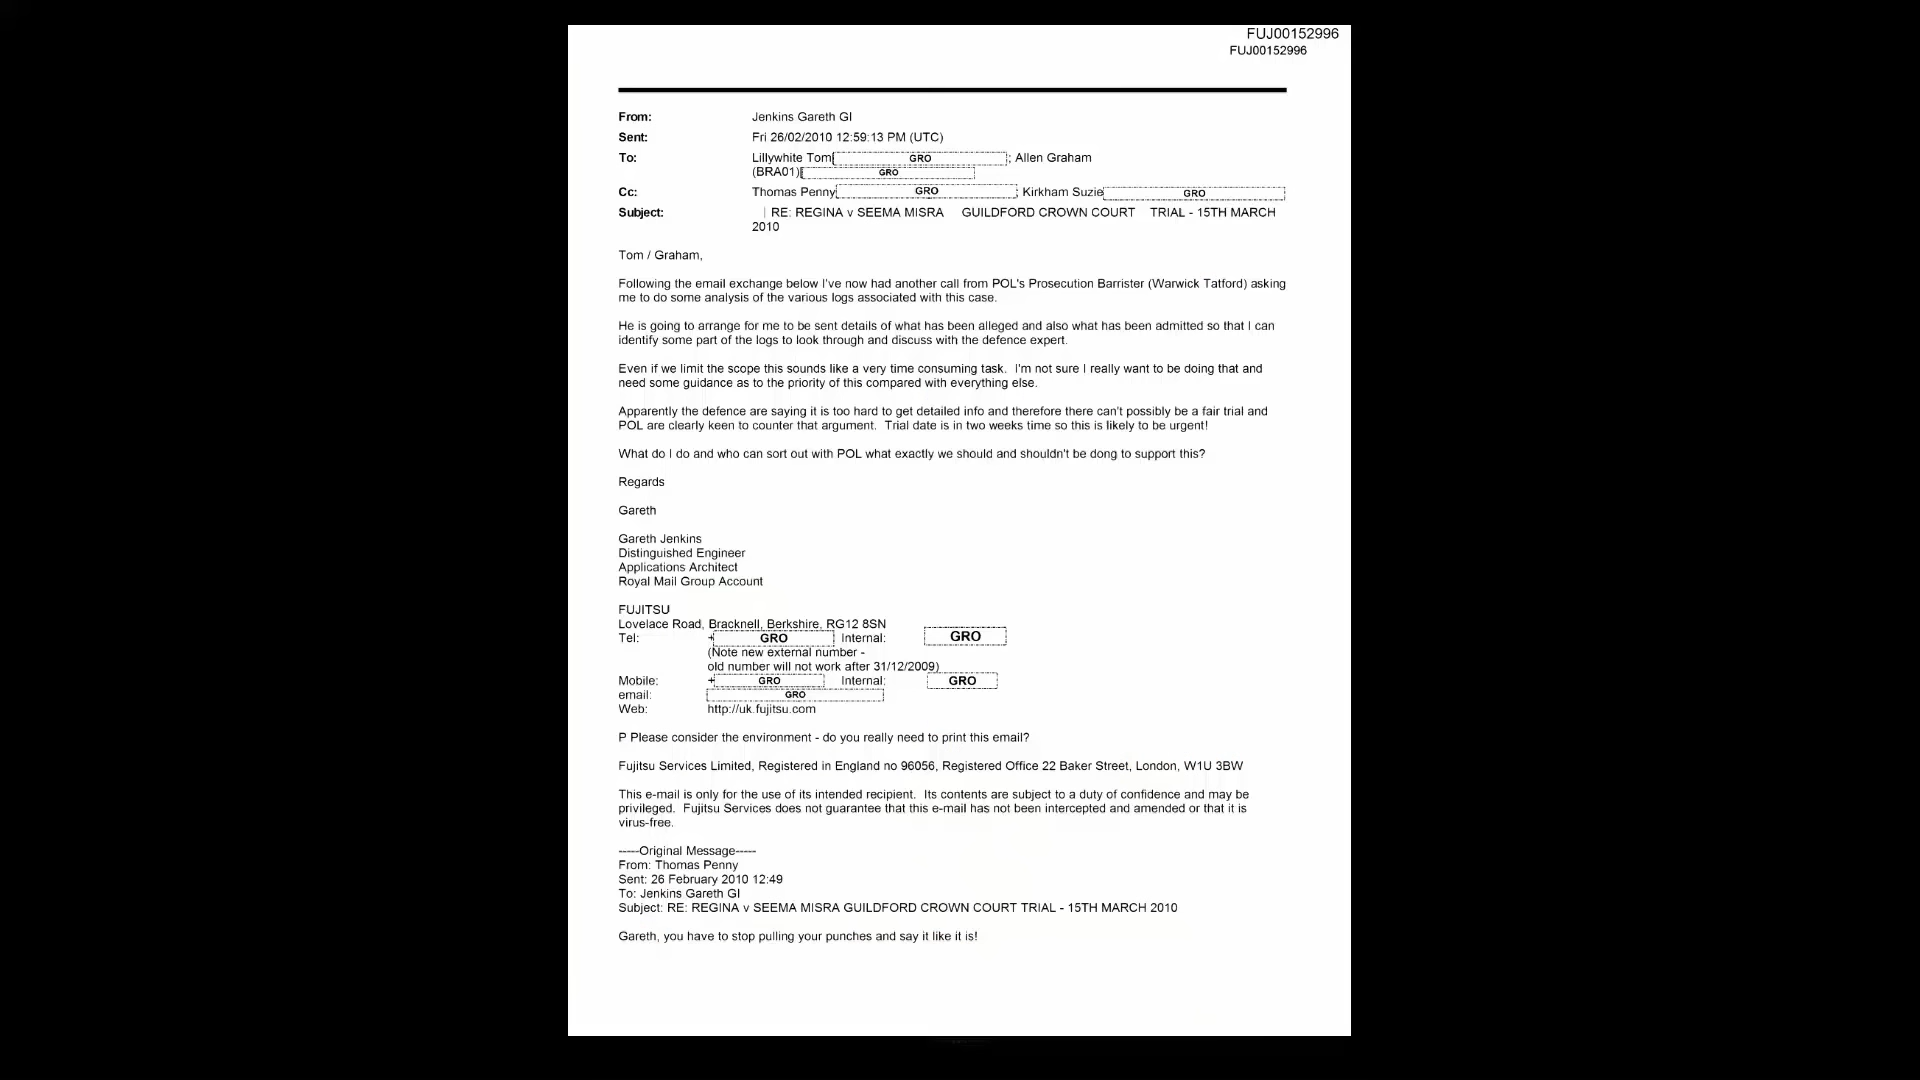 FUJ00152996
FUJ00152996
From: Jenkins Gareth GI
Sent: Fri 26/02/2010 12:59:13 PM (UTC)
To: Lillywhite Tom GRO ; Allen Graham
(BRA01) GRO
Cc: Thomas Penny GRO ; Kirkham Suzie GRO
Subject: RE: REGINA v SEEMA MISRA GUILDFORD CROWN COURT TRIAL - 15TH MARCH
2010
Tom / Graham,
Following the email exchange below I've now had another call from POL's Prosecution Barrister (Warwick Tatford) asking
me to do some analysis of the various logs associated with this case.
He is going to arrange for me to be sent details of what has been alleged and also what has been admitted so that I can
identify some part of the logs to look through and discuss with the defence expert.
Even if we limit the scope this sounds like a very time consuming task. I'm not sure I really want to be doing that and
need some guidance as to the priority of this compared with everything else.
Apparently the defence are saying it is too hard to get detailed info and therefore there can't possibly be a fair trial and
POL are clearly keen to counter that argument. Trial date is in two weeks time so this is likely to be urgent!
What do I do and who can sort out with POL what exactly we should and shouldn't be dong to support this?
Regards
Gareth
Gareth Jenkins
Distinguished Engineer
Applications Architect
Royal Mail Group Account
FUJITSU
Lovelace Road, Bracknell, Berkshire, RG12 8SN
Tel: + GRO Internal: GRO
(Note new external number -
old number will not work after 31/12/2009)
Mobile: + GRO Internal: GRO
email: GRO
Web: http://uk.fujitsu.com
P Please consider the environment - do you really need to print this email?
Fujitsu Services Limited, Registered in England no 96056, Registered Office 22 Baker Street, London, W1U 3BW
This e-mail is only for the use of its intended recipient. Its contents are subject to a duty of confidence and may be
privileged. Fujitsu Services does not guarantee that this e-mail has not been intercepted and amended or that it is
virus-free.
-----Original Message-----
From: Thomas Penny
Sent: 26 February 2010 12:49
To: Jenkins Gareth GI
Subject: RE: REGINA v SEEMA MISRA GUILDFORD CROWN COURT TRIAL - 15TH MARCH 2010
Gareth, you have to stop pulling your punches and say it like it is!